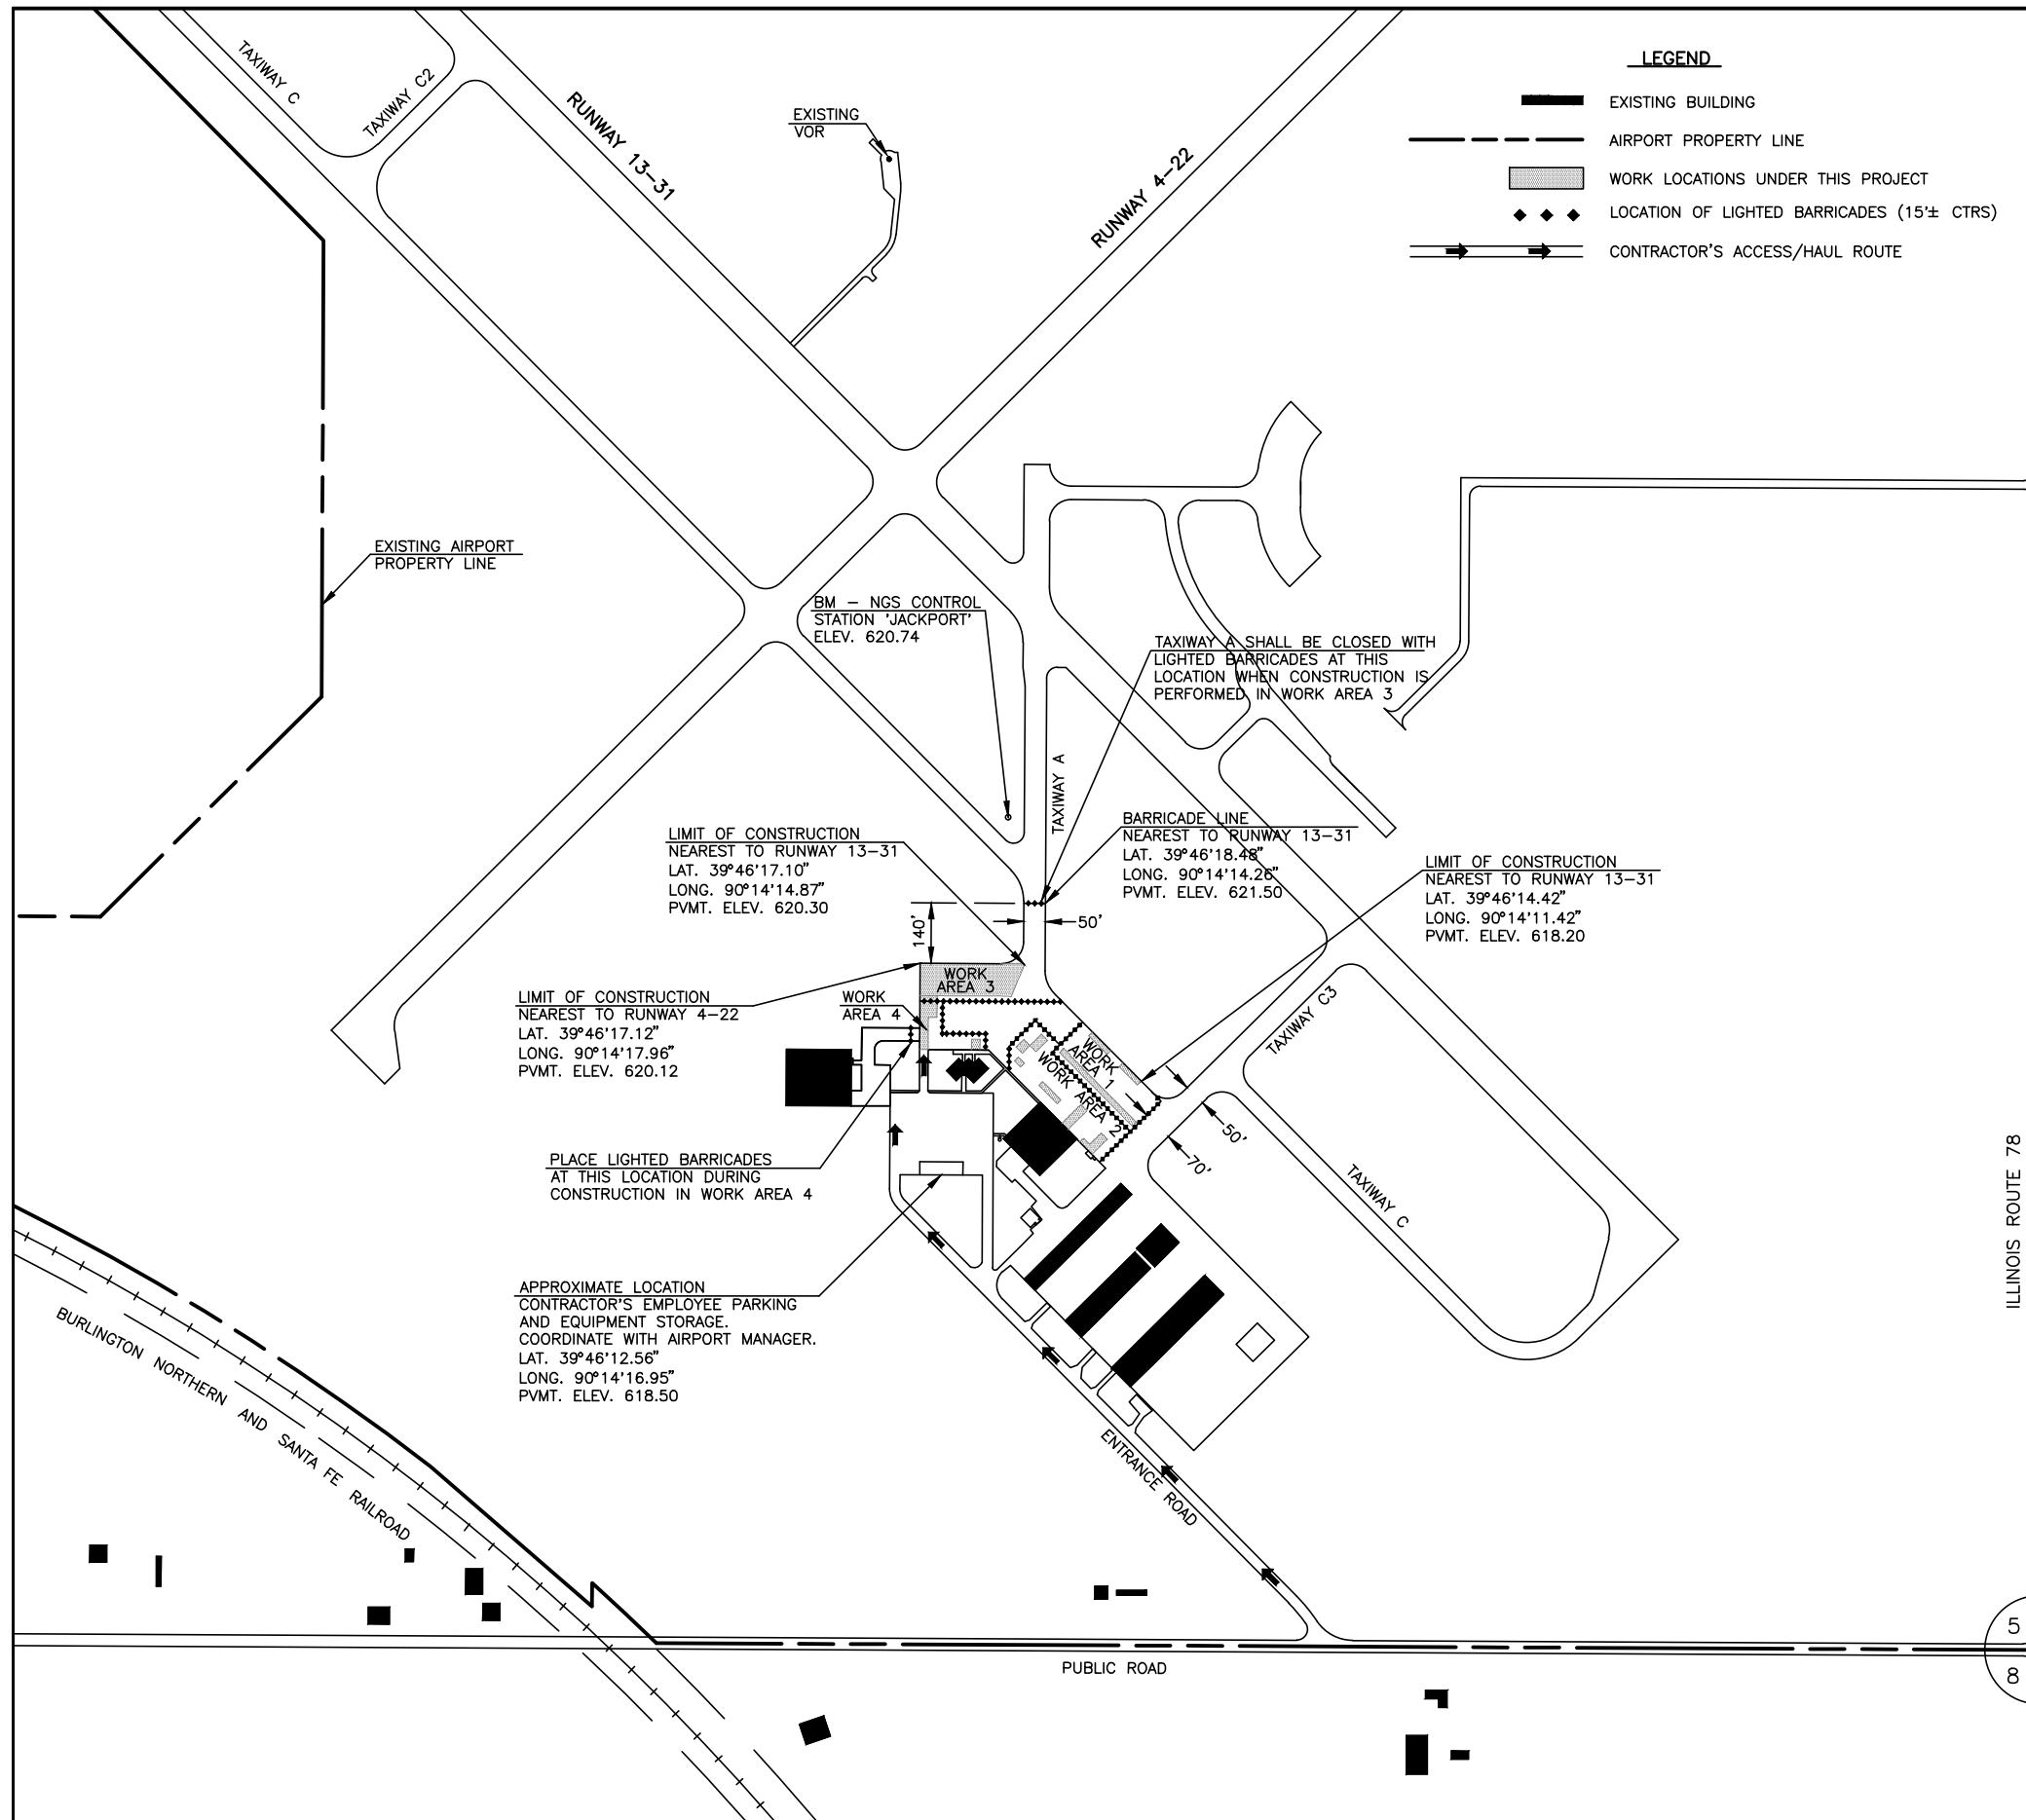 LEGEND
EXISTING BUILDING
AIRPORT PROPERTY LINE
WORK LOCATIONS UNDER THIS PROJECT
LOCATION OF LIGHTED BARRICADES (15'± CTRS)
CONTRACTOR'S ACCESS/HAUL ROUTE
TAXIWAY C
TAXIWAY C2
RUNWAY 13-31
EXISTING
VOR
RUNWAY 4-22
EXISTING AIRPORT
PROPERTY LINE
BM - NGS CONTROL
STATION 'JACKPORT'
ELEV. 620.74
TAXIWAY A SHALL BE CLOSED WITH
LIGHTED BARRICADES AT THIS
LOCATION WHEN CONSTRUCTION IS
PERFORMED IN WORK AREA 3
TAXIWAY A
LIMIT OF CONSTRUCTION
NEAREST TO RUNWAY 13-31
LAT. 39°46'17.10"
LONG. 90°14'14.87"
PVMT. ELEV. 620.30
BARRICADE LINE
NEAREST TO RUNWAY 13-31
LAT. 39°46'18.48"
LONG. 90°14'14.26"
PVMT. ELEV. 621.50
LIMIT OF CONSTRUCTION
NEAREST TO RUNWAY 13-31
LAT. 39°46'14.42"
LONG. 90°14'11.42"
PVMT. ELEV. 618.20
140'
50'
WORK
AREA 3
LIMIT OF CONSTRUCTION
NEAREST TO RUNWAY 4-22
LAT. 39°46'17.12"
LONG. 90°14'17.96"
PVMT. ELEV. 620.12
WORK
AREA 4
WORK
AREA 1
WORK AREA 2
TAXIWAY C3
50'
70'
TAXIWAY C
PLACE LIGHTED BARRICADES
AT THIS LOCATION DURING
CONSTRUCTION IN WORK AREA 4
APPROXIMATE LOCATION
CONTRACTOR'S EMPLOYEE PARKING
AND EQUIPMENT STORAGE.
COORDINATE WITH AIRPORT MANAGER.
LAT. 39°46'12.56"
LONG. 90°14'16.95"
PVMT. ELEV. 618.50
ILLINOIS ROUTE 78
BURLINGTON NORTHERN AND SANTA FE RAILROAD
ENTRANCE ROAD
PUBLIC ROAD
5
8